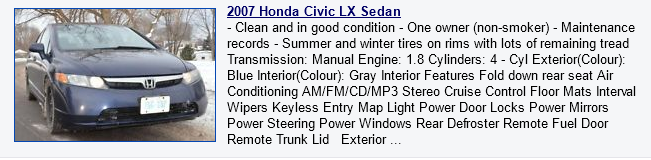 2007 Honda Civic LX Sedan
- Clean and in good condition - One owner (non-smoker) - Maintenance
records - Summer and winter tires on rims with lots of remaining tread
Transmission: Manual Engine: 1.8 Cylinders: 4 - Cyl Exterior(Colour):
Blue Interior(Colour): Gray Interior Features Fold down rear seat Air
Conditioning AM/FM/CD/MP3 Stereo Cruise Control Floor Mats Interval
Wipers Keyless Entry Map Light Power Door Locks Power Mirrors
Power Steering Power Windows Rear Defroster Remote Fuel Door
Remote Trunk Lid Exterior ...